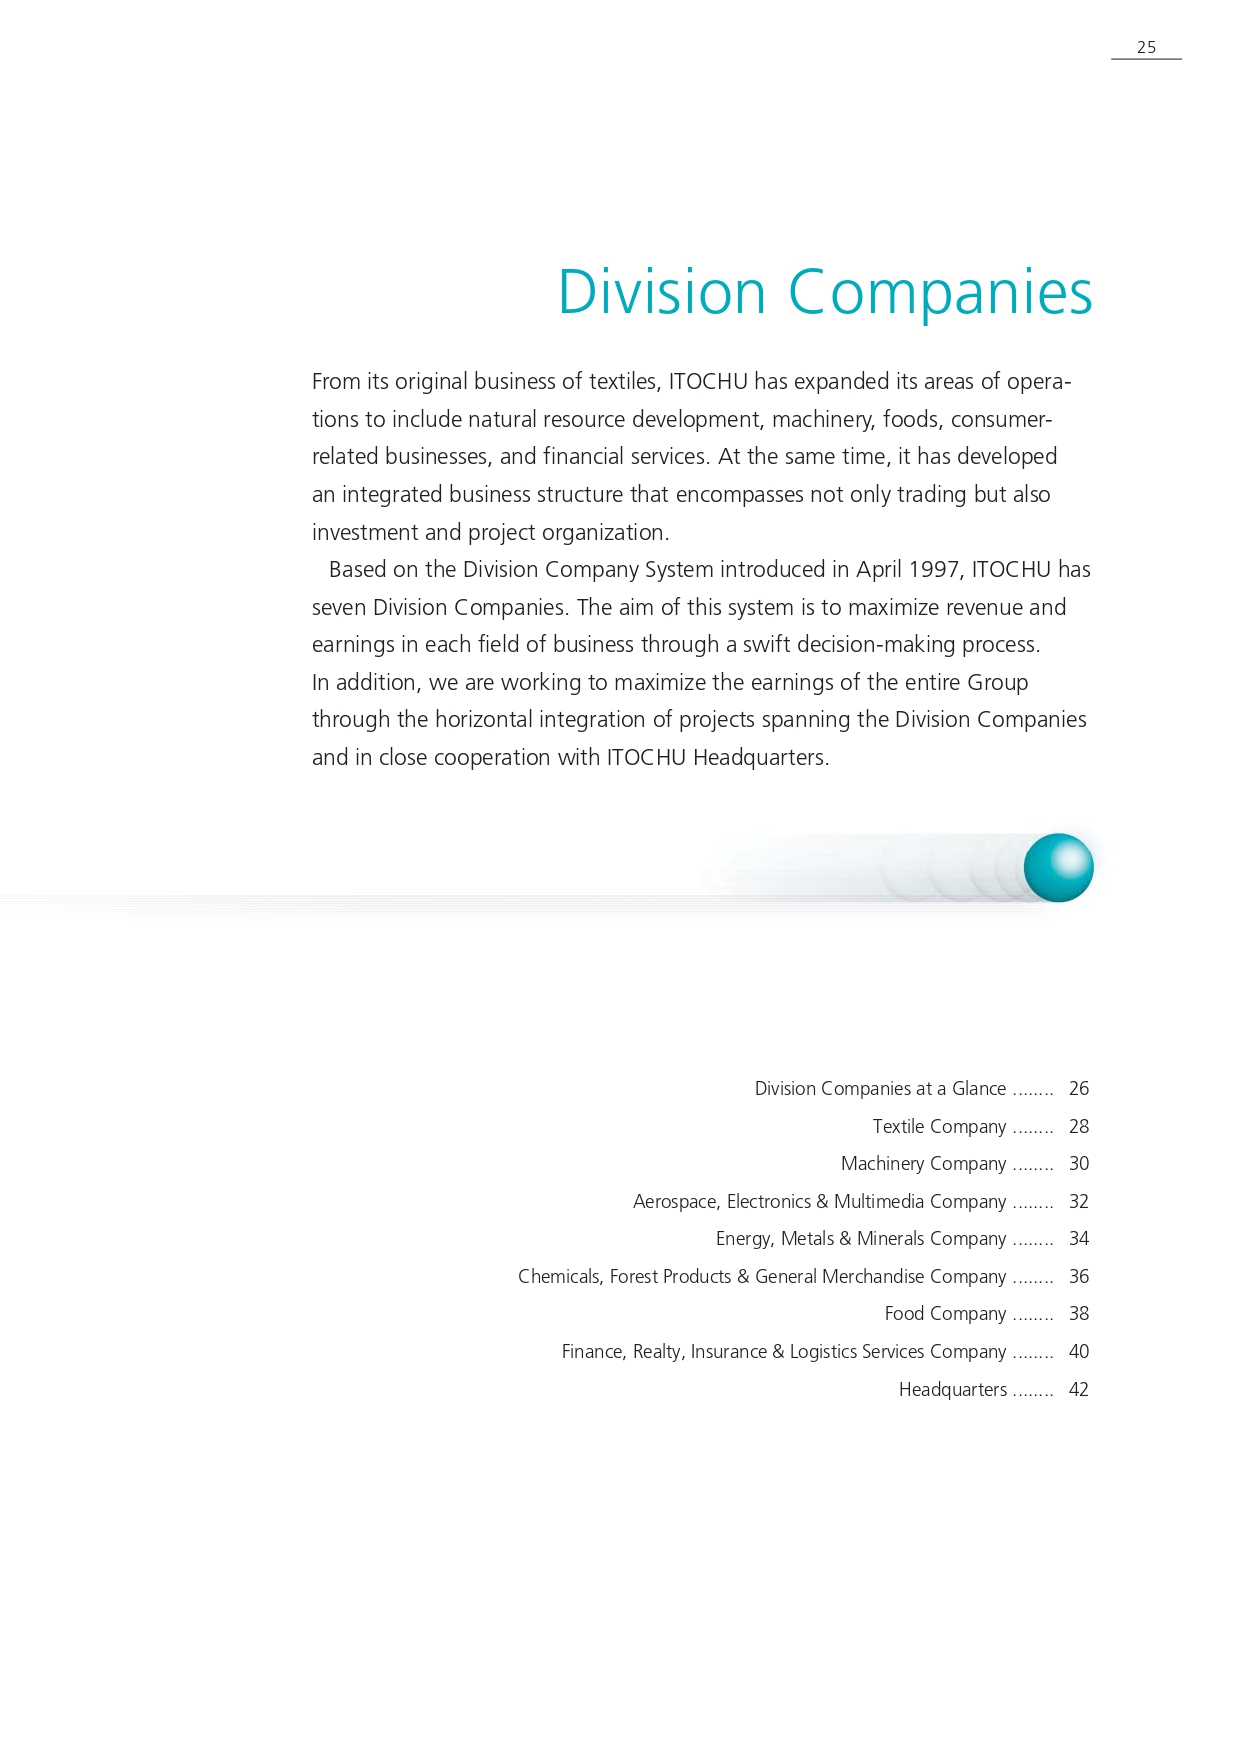 25
Division Companies
From its original business of textiles, ITOCHU has expanded its areas of opera-
tions to include natural resource development, machinery, foods, consumer-
related businesses, and financial services. At the same time, it has developed
an integrated business structure that encompasses not only trading but also
investment and project organization.
Based on the Division Company System introduced in April 1997, ITOCHU has
seven Division Companies. The aim of this system is to maximize revenue and
earnings in each field of business through a swift decision-making process.
In addition, we are working to maximize the earnings of the entire Group
through the horizontal integration of projects spanning the Division Companies
and in close cooperation with ITOCHU Headquarters.
Division Companies at a Glance ........ 26
Textile Company ........ 28
Machinery Company ........ 30
Aerospace, Electronics & Multimedia Company ........ 32
Energy, Metals & Minerals Company ........ 34
Chemicals, Forest Products & General Merchandise Company ........ 36
Food Company ........ 38
Finance, Realty, Insurance & Logistics Services Company ........ 40
Headquarters ........ 42